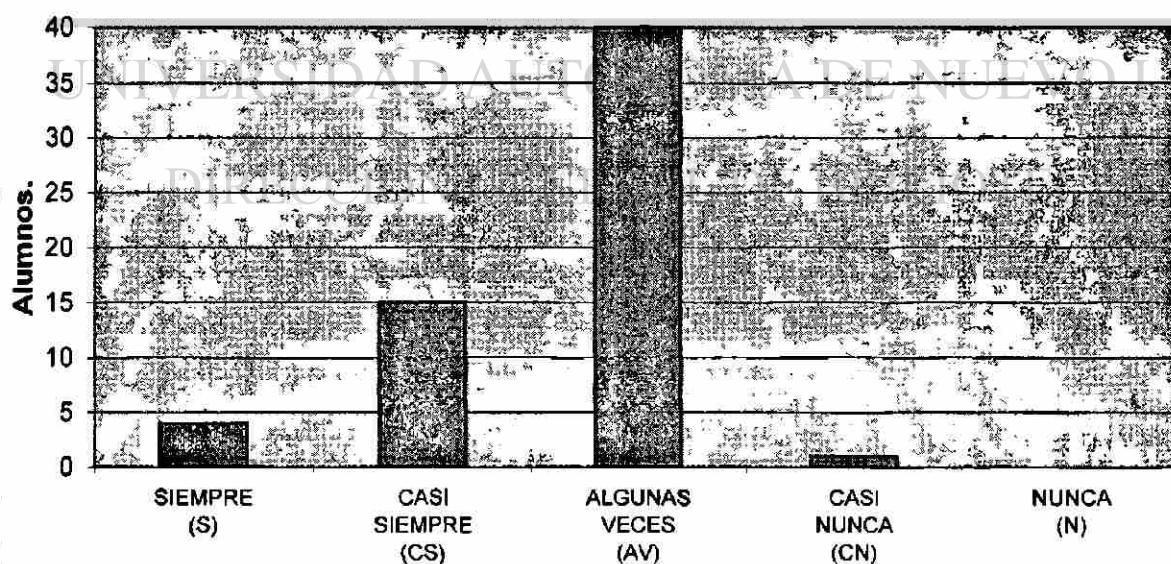 UNIVERSIDAD AUTÓNOMA DE NUEVO L
40
35
30
25
20
15
10
5
0
Alumnos.
SIEMPRE
(S)
CASI
SIEMPRE
(CS)
ALGUNAS
VECES
(AV)
CASI
NUNCA
(CN)
NUNCA
(N)